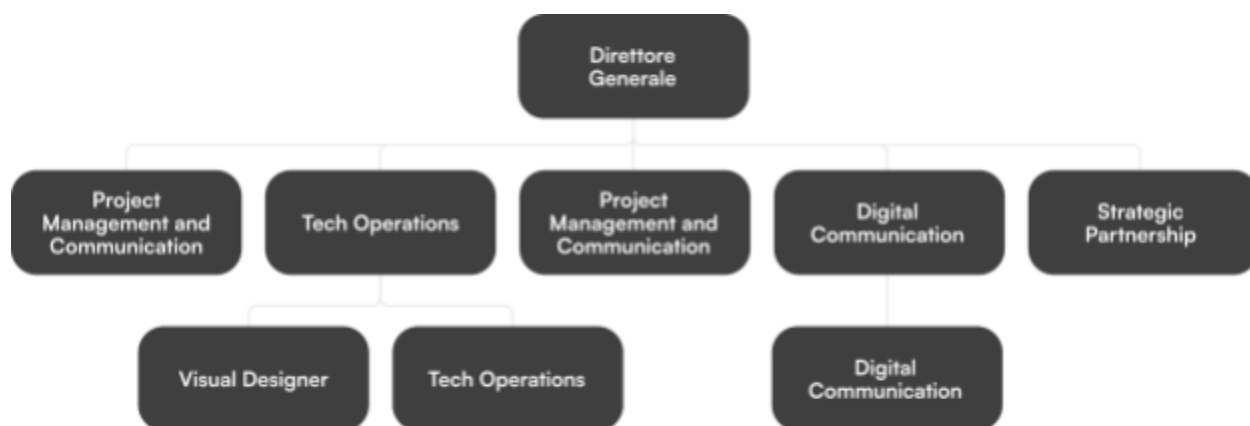 Direttore
Generale
Project
Management and
Communication
Tech Operations
Project
Management and
Communication
Digital
Communication
Strategic
Partnership
Visual Designer
Tech Operations
Digital
Communication